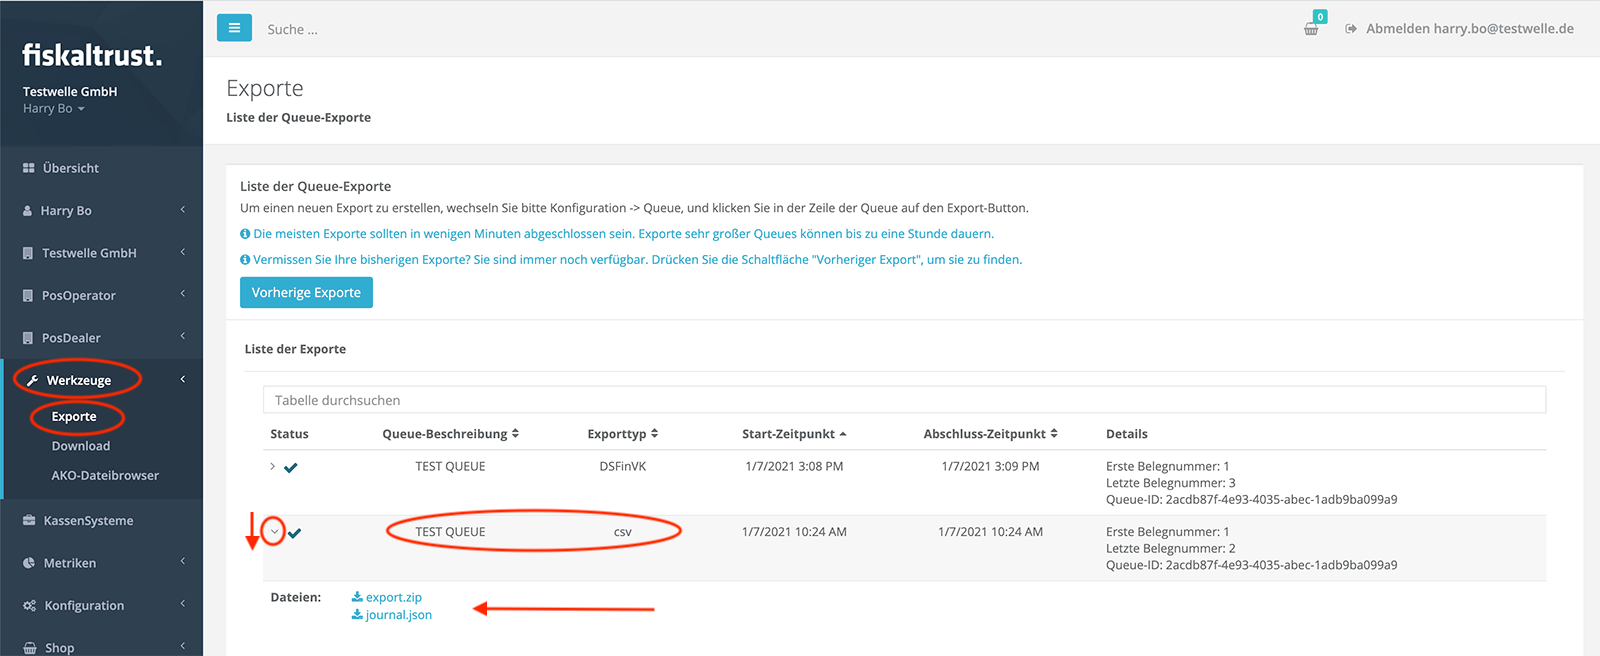 fiskaltrust.
Testwelle GmbH
Harry Bo
Übersicht
Harry Bo
Testwelle GmbH
PosOperator
PosDealer
Werkzeuge
Exporte
Download
AKO-Dateibrowser
KassenSysteme
Metriken
Konfiguration
Shop
Suche ...
0
Abmelden harry.bo@testwelle.de
Exporte
Liste der Queue-Exporte
Liste der Queue-Exporte
Um einen neuen Export zu erstellen, wechseln Sie bitte Konfiguration -> Queue, und klicken Sie in der Zeile der Queue auf den Export-Button.
Die meisten Exporte sollten in wenigen Minuten abgeschlossen sein. Exporte sehr großer Queues können bis zu eine Stunde dauern.
Vermissen Sie Ihre bisherigen Exporte? Sie sind immer noch verfügbar. Drücken Sie die Schaltfläche "Vorheriger Export", um sie zu finden.
Vorherige Exporte
Liste der Exporte
Tabelle durchsuchen
Status Queue-Beschreibung Exporttyp Start-Zeitpunkt Abschluss-Zeitpunkt Details
TEST QUEUE DSFinVK 1/7/2021 3:08 PM 1/7/2021 3:09 PM Erste Belegnummer: 1
Letzte Belegnummer: 3
Queue-ID: 2acdb87f-4e93-4035-abec-1adb9ba099a9
TEST QUEUE csv 1/7/2021 10:24 AM 1/7/2021 10:24 AM Erste Belegnummer: 1
Letzte Belegnummer: 2
Queue-ID: 2acdb87f-4e93-4035-abec-1adb9ba099a9
Dateien: export.zip
journal.json